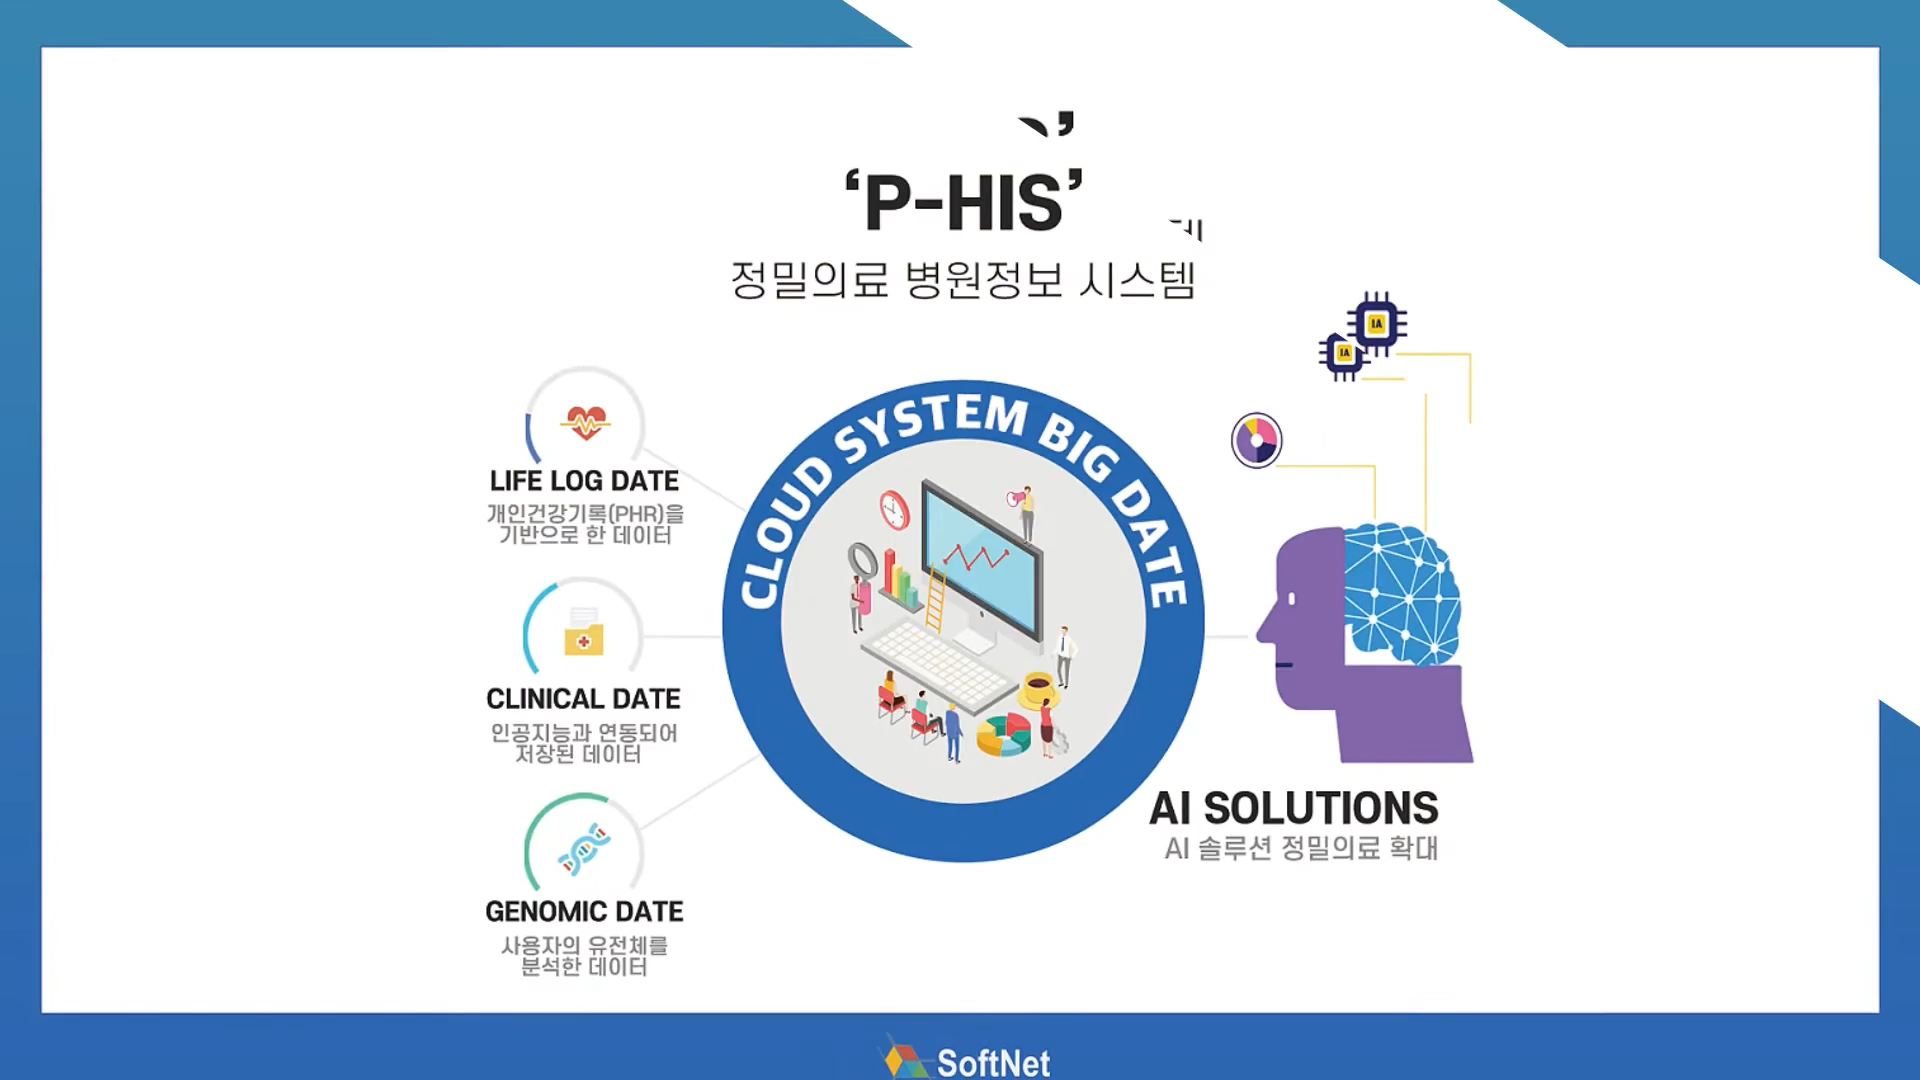 ‘P-HIS’
정밀의료 병원정보 시스템
IA
IA
CLOUD SYSTEM BIG DATE
LIFE LOG DATE
개인건강기록(PHR)을
기반으로 한 데이터
CLINICAL DATE
인공지능과 연동되어
저장된 데이터
GENOMIC DATE
사용자의 유전체를
분석한 데이터
AI SOLUTIONS
AI 솔루션 정밀의료 확대
SoftNet